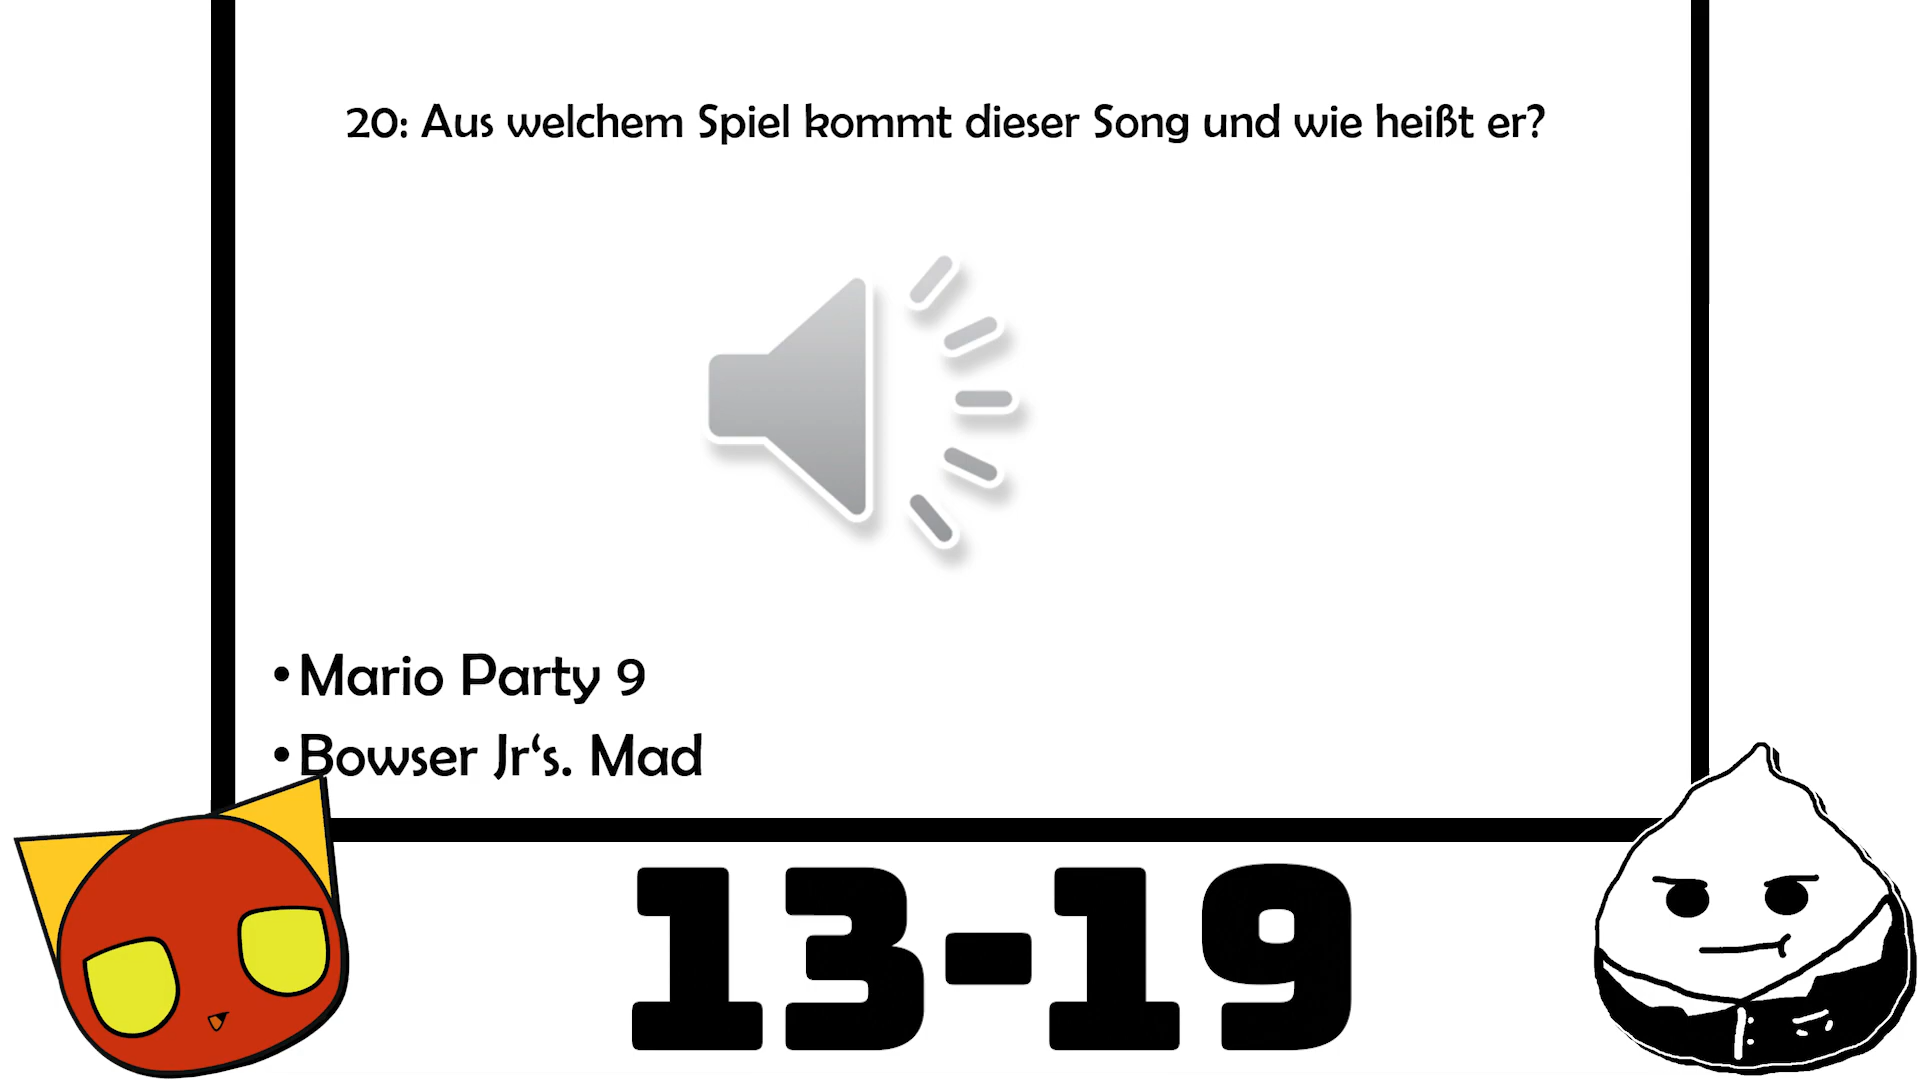 20: Aus welchem Spiel kommt dieser Song und wie heißt er?
•Mario Party 9
•Bowser Jr‘s. Mad
13-19